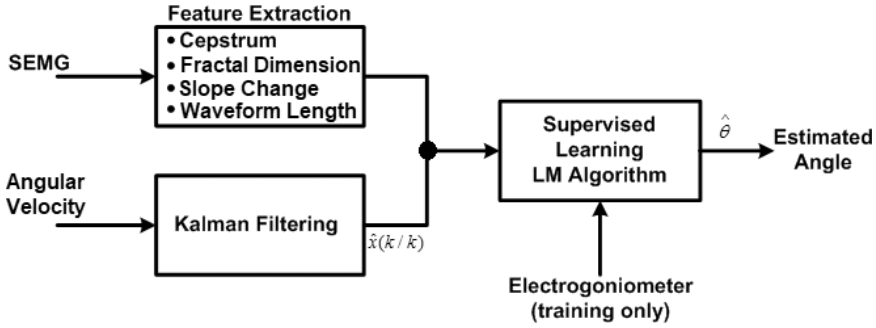 Feature Extraction
SEMG
• Cepstrum
• Fractal Dimension
• Slope Change
• Waveform Length
Supervised
Learning
LM Algorithm
θ̂
Estimated
Angle
Angular
Velocity
Kalman Filtering
x̂(k/k)
Electrogoniometer
(training only)